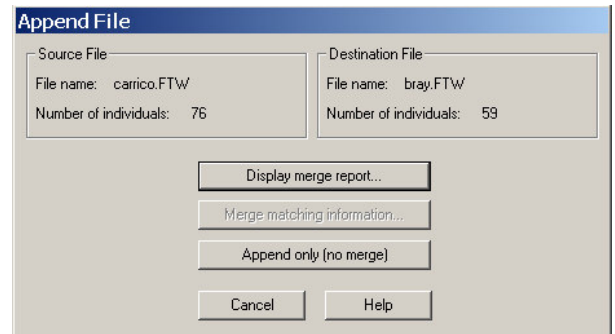 Append File
Source File
File name: carrico.FTW
Number of individuals: 76
Destination File
File name: bray.FTW
Number of individuals: 59
Display merge report...
Merge matching information...
Append only (no merge)
Cancel
Help